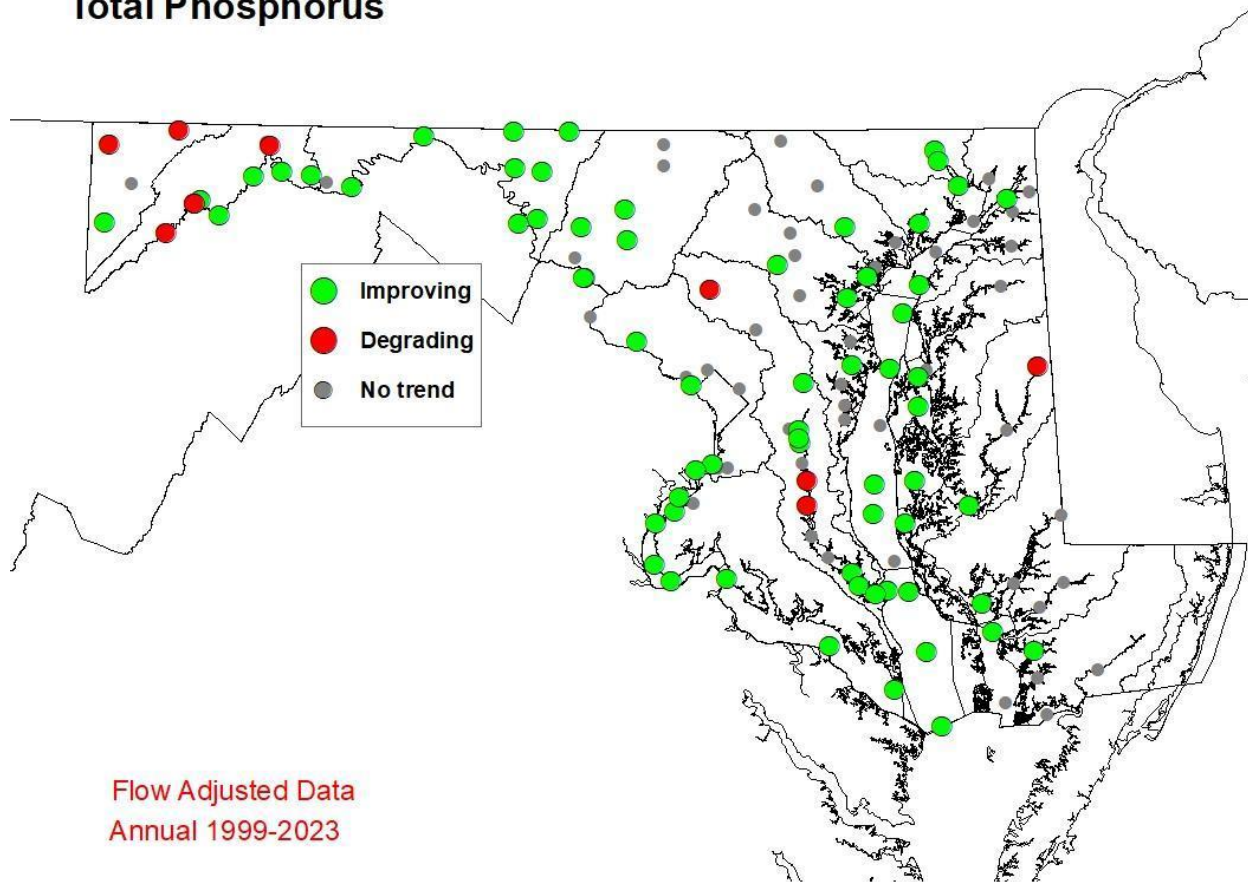 Total Phosphorus
Improving
Degrading
No trend
Flow Adjusted Data
Annual 1999-2023